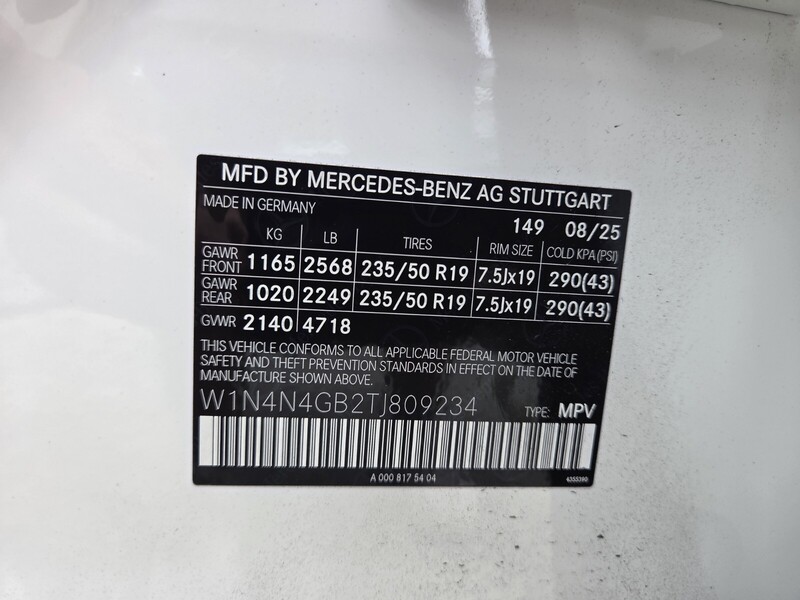 MFD BY MERCEDES-BENZ AG STUTTGART
MADE IN GERMANY
149 08/25
KG LB TIRES RIM SIZE COLD KPA (PSI)
GAWR FRONT 1165 2568 235/50 R19 7.5Jx19 290(43)
GAWR REAR 1020 2249 235/50 R19 7.5Jx19 290(43)
GVWR 2140 4718
THIS VEHICLE CONFORMS TO ALL APPLICABLE FEDERAL MOTOR VEHICLE
SAFETY AND THEFT PREVENTION STANDARDS IN EFFECT ON THE DATE OF
MANUFACTURE SHOWN ABOVE.
W1N4N4GB2TJ809234 TYPE: MPV
A 000 817 54 04